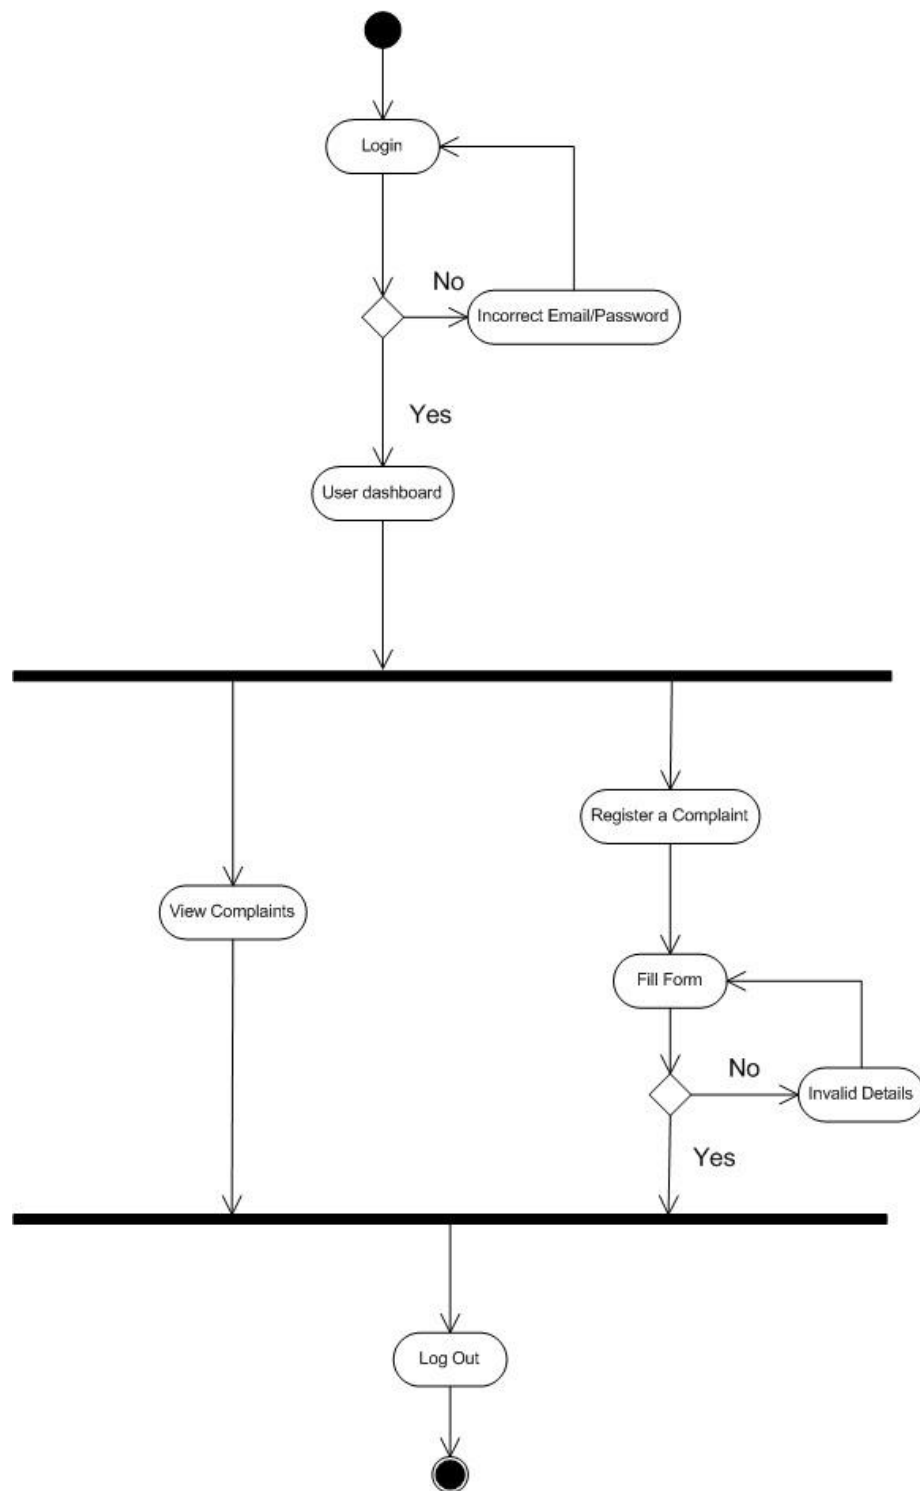 Login
No
Incorrect Email/Password
Yes
User dashboard
Register a Complaint
View Complaints
Fill Form
No
Invalid Details
Yes
Log Out